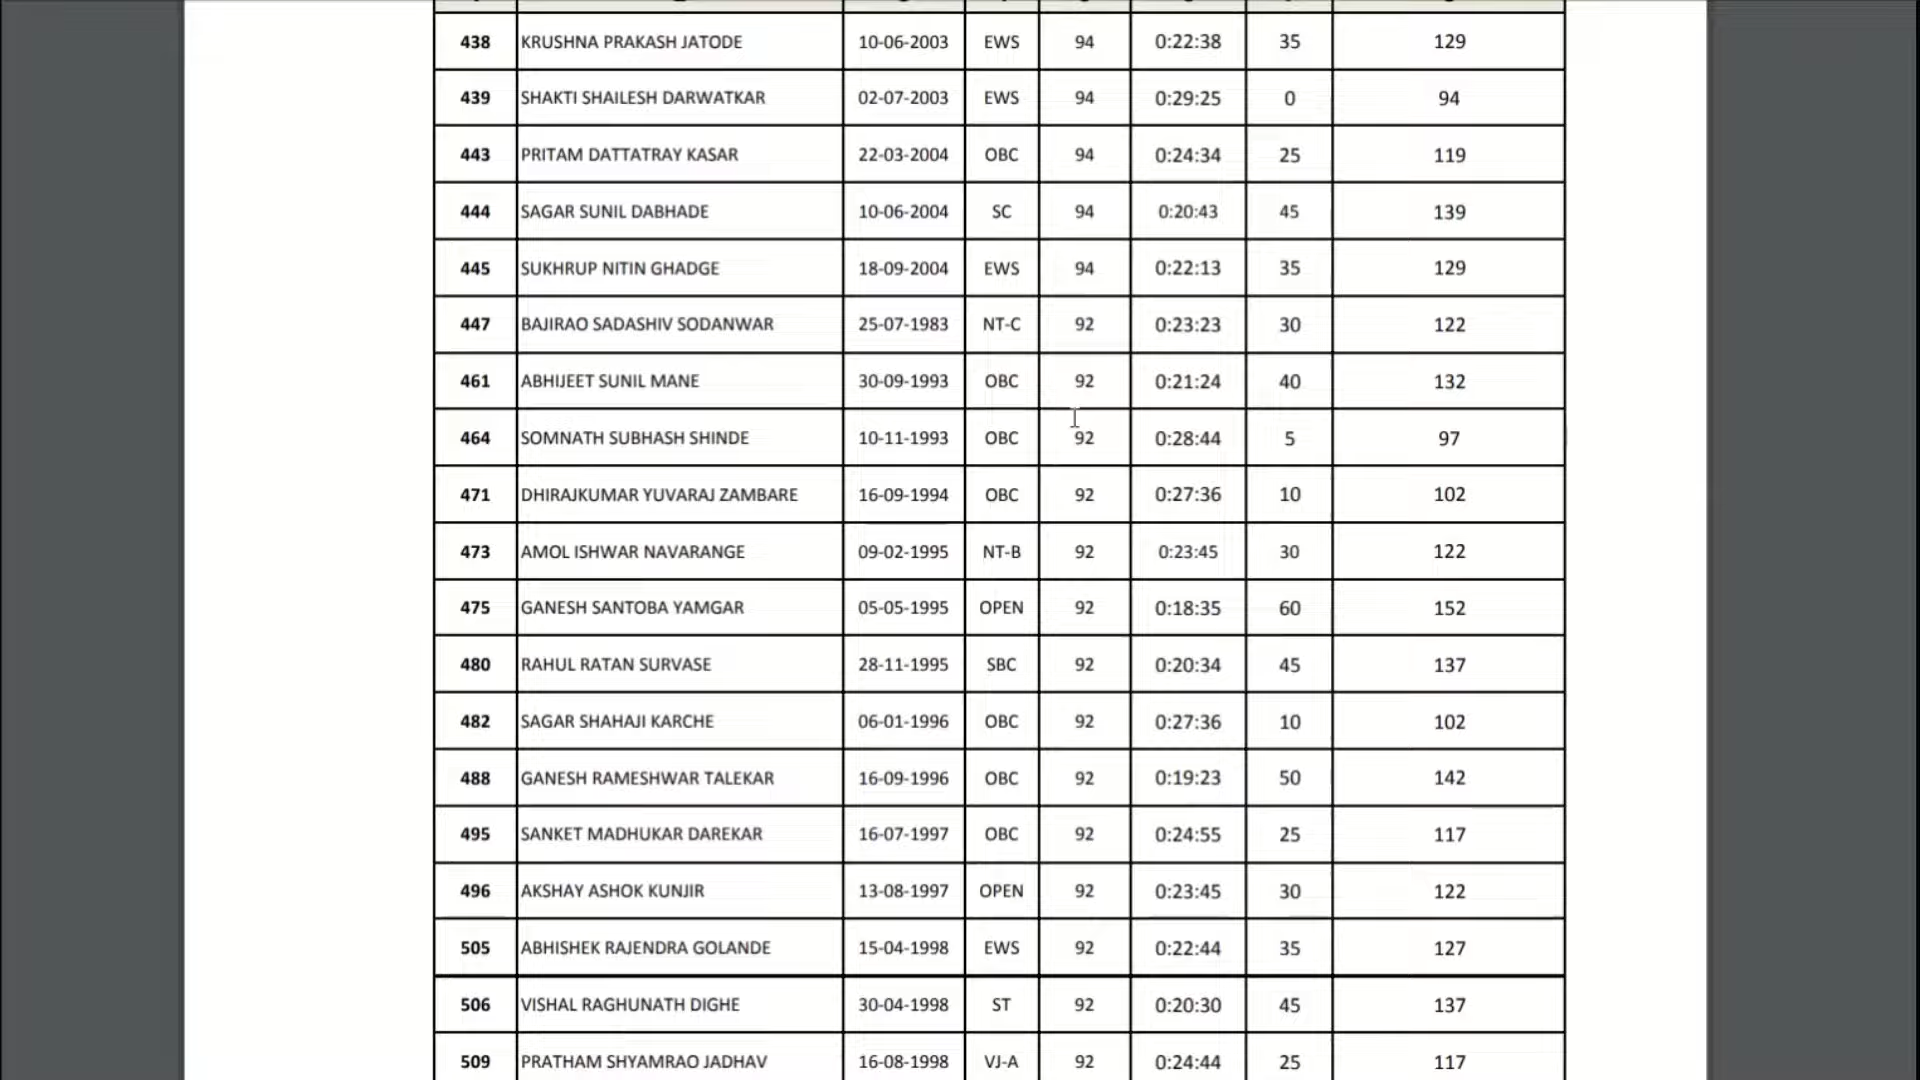 438 KRUSHNA PRAKASH JATODE 10-06-2003 EWS 94 0:22:38 35 129
439 SHAKTI SHAILESH DARWATKAR 02-07-2003 EWS 94 0:29:25 0 94
443 PRITAM DATTATRAY KASAR 22-03-2004 OBC 94 0:24:34 25 119
444 SAGAR SUNIL DABHADE 10-06-2004 SC 94 0:20:43 45 139
445 SUKHRUP NITIN GHADGE 18-09-2004 EWS 94 0:22:13 35 129
447 BAJIRAO SADASHIV SODANWAR 25-07-1983 NT-C 92 0:23:23 30 122
461 ABHIJEET SUNIL MANE 30-09-1993 OBC 92 0:21:24 40 132
464 SOMNATH SUBHASH SHINDE 10-11-1993 OBC 92 0:28:44 5 97
471 DHIRAJKUMAR YUVARAJ ZAMBARE 16-09-1994 OBC 92 0:27:36 10 102
473 AMOL ISHWAR NAVARANGE 09-02-1995 NT-B 92 0:23:45 30 122
475 GANESH SANTOBA YAMGAR 05-05-1995 OPEN 92 0:18:35 60 152
480 RAHUL RATAN SURVASE 28-11-1995 SBC 92 0:20:34 45 137
482 SAGAR SHAHAJI KARCHE 06-01-1996 OBC 92 0:27:36 10 102
488 GANESH RAMESHWAR TALEKAR 16-09-1996 OBC 92 0:19:23 50 142
495 SANKET MADHUKAR DAREKAR 16-07-1997 OBC 92 0:24:55 25 117
496 AKSHAY ASHOK KUNJIR 13-08-1997 OPEN 92 0:23:45 30 122
505 ABHISHEK RAJENDRA GOLANDE 15-04-1998 EWS 92 0:22:44 35 127
506 VISHAL RAGHUNATH DIGHE 30-04-1998 ST 92 0:20:30 45 137
509 PRATHAM SHYAMRAO JADHAV 16-08-1998 VJ-A 92 0:24:44 25 117